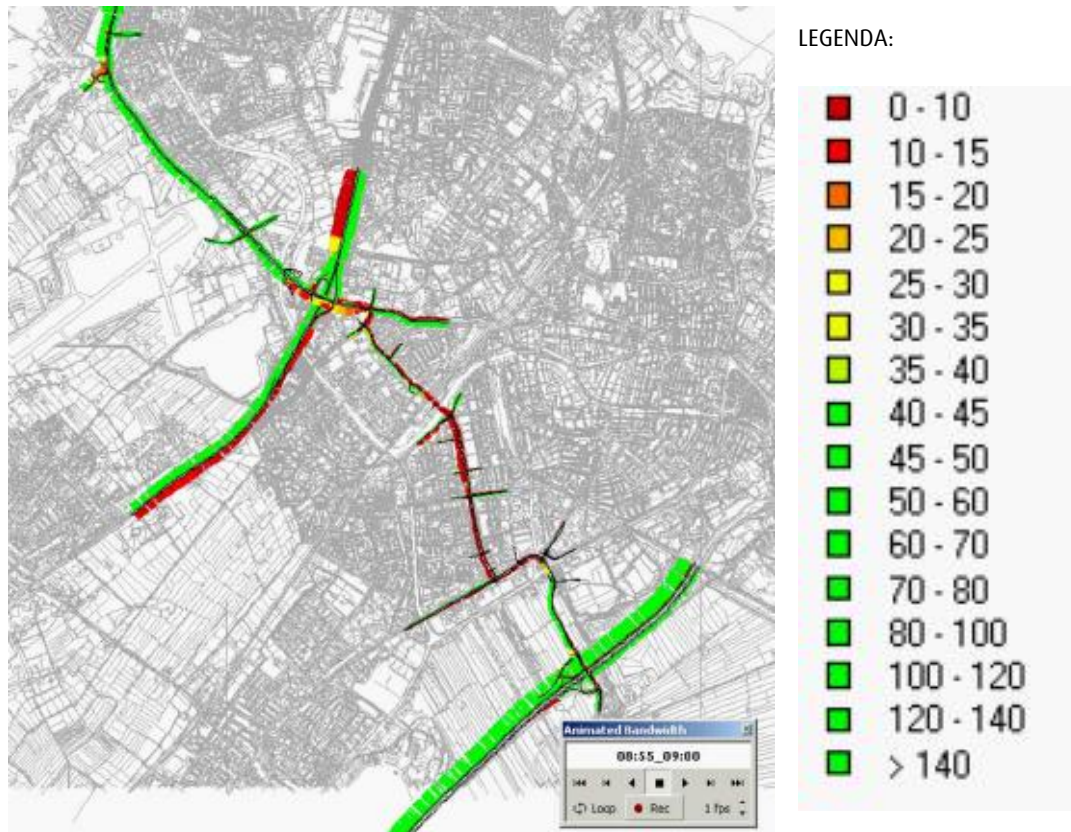 LEGENDA:
0 - 10
10 - 15
15 - 20
20 - 25
25 - 30
30 - 35
35 - 40
40 - 45
45 - 50
50 - 60
60 - 70
70 - 80
80 - 100
100 - 120
120 - 140
> 140
Animated Bandwidth
08:55_09:00
Loop Rec 1 fps